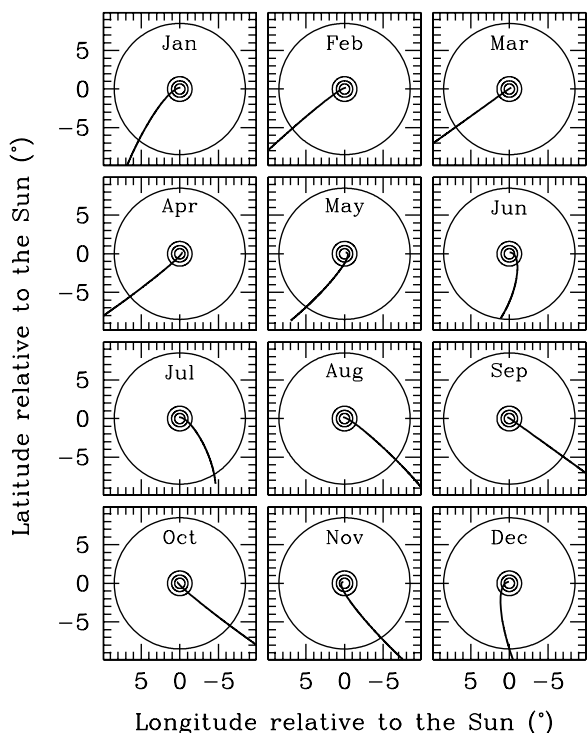 Jan Feb Mar
5
0
−5
Apr May Jun
5
0
−5
Jul Aug Sep
5
0
−5
Oct Nov Dec
5
0
−5
5 0 −5 5 0 −5 5 0 −5
Latitude relative to the Sun (°)
Longitude relative to the Sun (°)